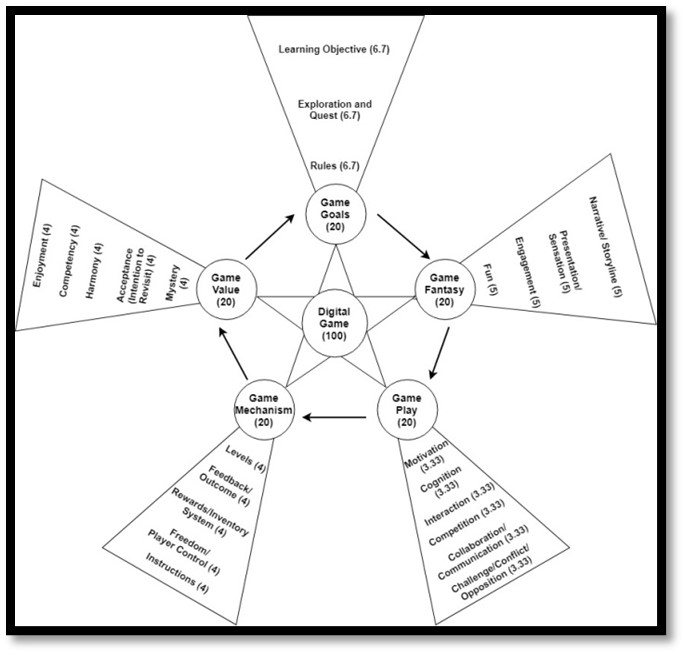 Learning Objective (6.7)
Exploration and
Quest (6.7)
Rules (6.7)
Game
Goals
(20)
Enjoyment (4)
Competency (4)
Harmony (4)
Acceptance
(Intention to
Revisit) (4)
Mystery
(4)
Game
Value
(20)
Digital
Game
(100)
Game
Fantasy
(20)
Fun (5)
Engagement (5)
Presentation/
Sensation (5)
Narrative/ Storyline (5)
Game
Mechanism
(20)
Levels (4)
Feedback/
Outcome (4)
Rewards/Inventory
System (4)
Freedom/
Player Control (4)
Instructions (4)
Game
Play
(20)
Motivation
(3.33)
Cognition
(3.33)
Interaction (3.33)
Competition (3.33)
Collaboration/
Communication (3.33)
Challenge/Conflict/
Opposition (3.33)